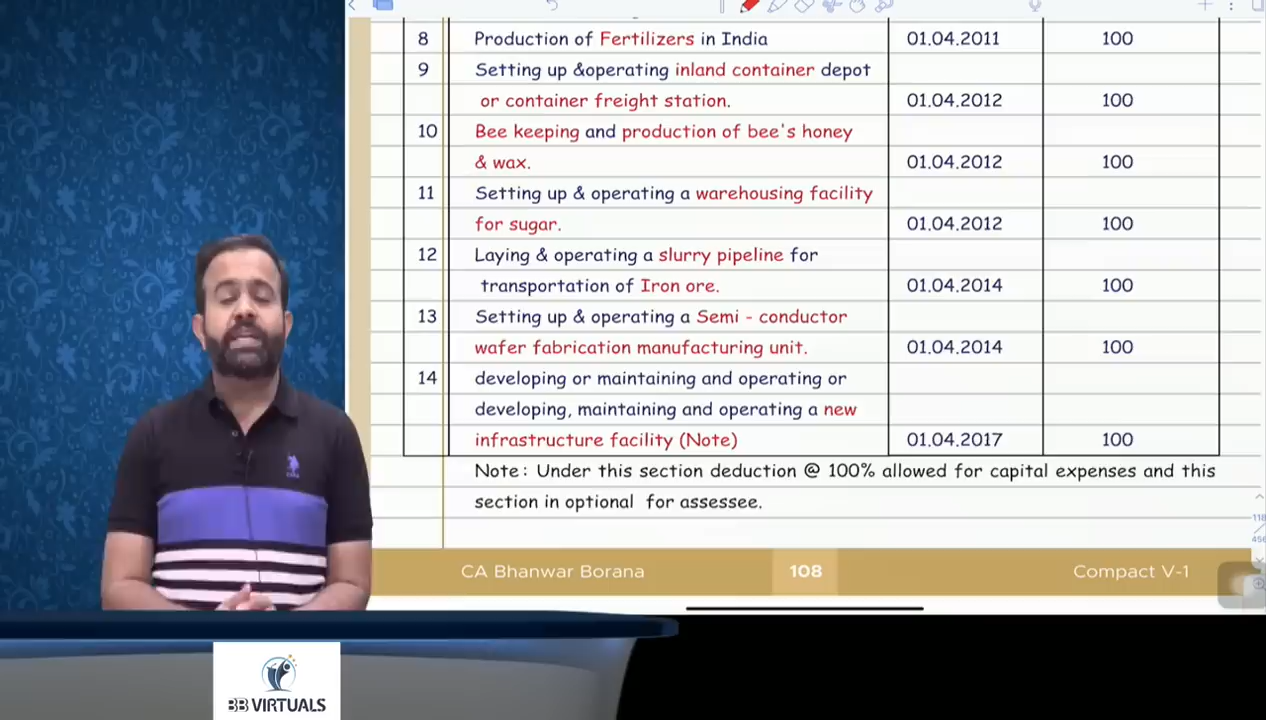 8 Production of Fertilizers in India 01.04.2011 100
9 Setting up &operating inland container depot
or container freight station. 01.04.2012 100
10 Bee keeping and production of bee's honey
& wax. 01.04.2012 100
11 Setting up & operating a warehousing facility
for sugar. 01.04.2012 100
12 Laying & operating a slurry pipeline for
transportation of Iron ore. 01.04.2014 100
13 Setting up & operating a Semi - conductor
wafer fabrication manufacturing unit. 01.04.2014 100
14 developing or maintaining and operating or
developing, maintaining and operating a new
infrastructure facility (Note) 01.04.2017 100
Note: Under this section deduction @ 100% allowed for capital expenses and this
section in optional for assessee.
118
CA Bhanwar Borana 108 Compact V-1
BB VIRTUALS